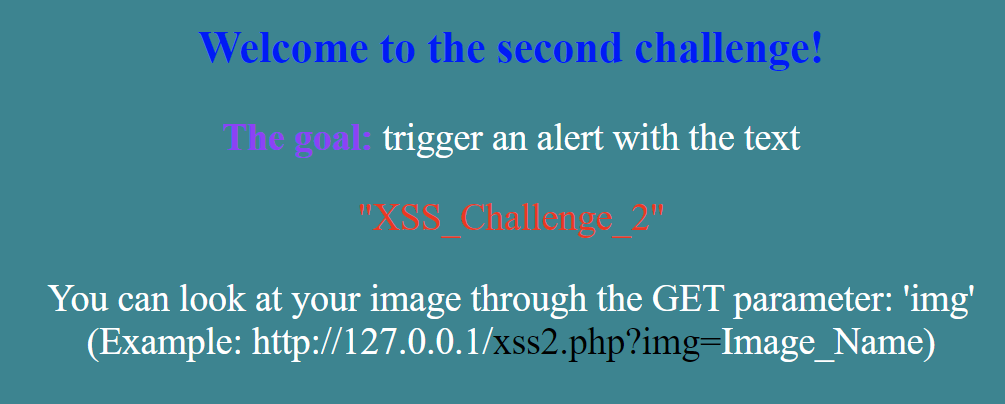 Welcome to the second challenge!
The goal: trigger an alert with the text
"XSS_Challenge_2"
You can look at your image through the GET parameter: 'img'
(Example: http://127.0.0.1/xss2.php?img=Image_Name)